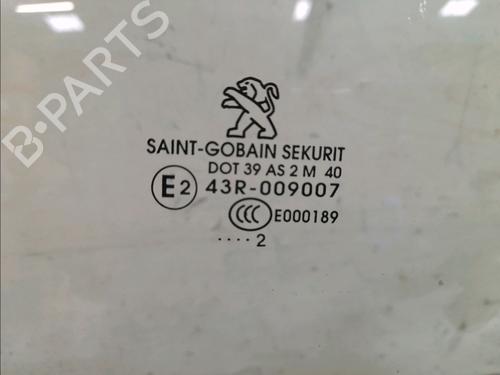 B-PARTS
SAINT-GOBAIN SEKURIT
DOT 39 AS 2 M 40
E2 43R-009007
CCC E000189
.... 2